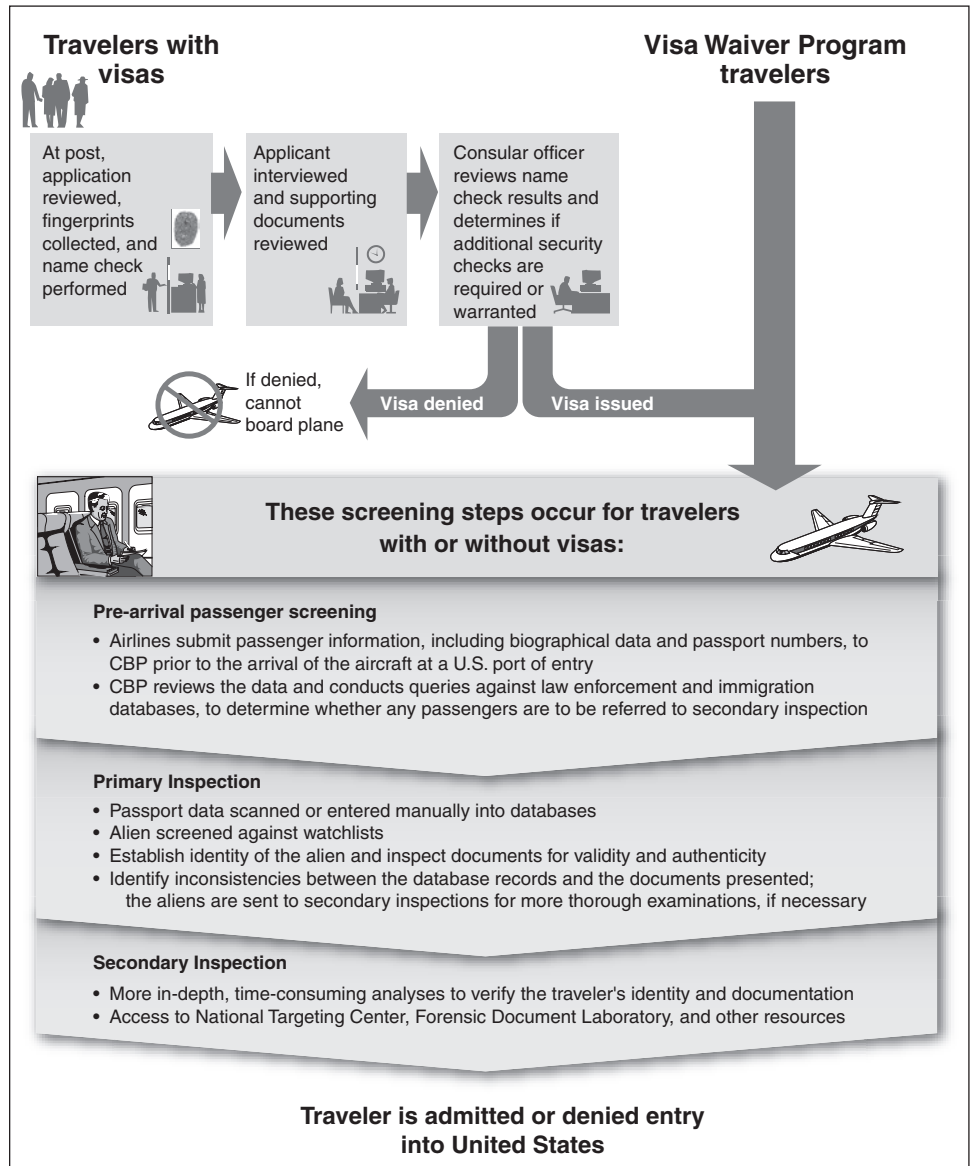 Travelers with
visas
Visa Waiver Program
travelers
At post,
application
reviewed,
fingerprints
collected, and
name check
performed
Applicant
interviewed
and supporting
documents
reviewed
Consular officer
reviews name
check results and
determines if
additional security
checks are
required or
warranted
If denied,
cannot
board plane
Visa denied
Visa issued
These screening steps occur for travelers
with or without visas:
Pre-arrival passenger screening
• Airlines submit passenger information, including biographical data and passport numbers, to
CBP prior to the arrival of the aircraft at a U.S. port of entry
• CBP reviews the data and conducts queries against law enforcement and immigration
databases, to determine whether any passengers are to be referred to secondary inspection
Primary Inspection
• Passport data scanned or entered manually into databases
• Alien screened against watchlists
• Establish identity of the alien and inspect documents for validity and authenticity
• Identify inconsistencies between the database records and the documents presented;
the aliens are sent to secondary inspections for more thorough examinations, if necessary
Secondary Inspection
• More in-depth, time-consuming analyses to verify the traveler's identity and documentation
• Access to National Targeting Center, Forensic Document Laboratory, and other resources
Traveler is admitted or denied entry
into United States